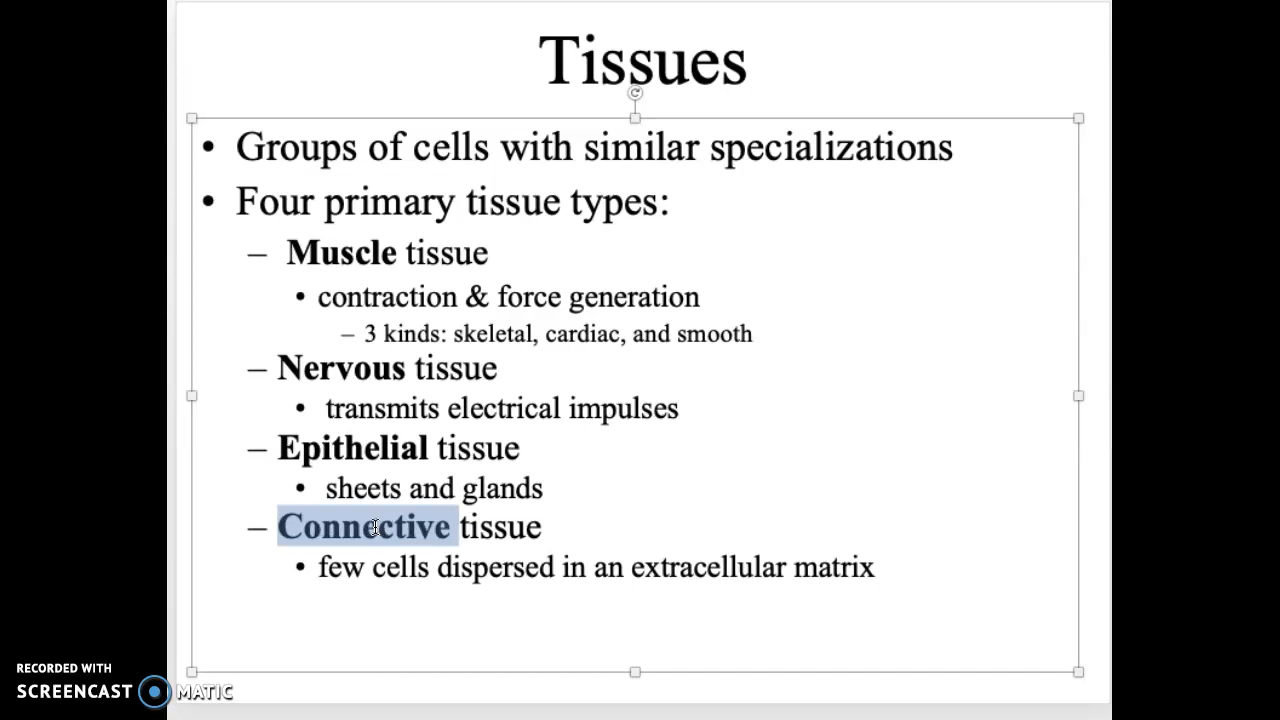 Tissues
• Groups of cells with similar specializations
• Four primary tissue types:
– Muscle tissue
• contraction & force generation
– 3 kinds: skeletal, cardiac, and smooth
– Nervous tissue
• transmits electrical impulses
– Epithelial tissue
• sheets and glands
– Connective tissue
• few cells dispersed in an extracellular matrix
RECORDED WITH
SCREENCAST MATIC